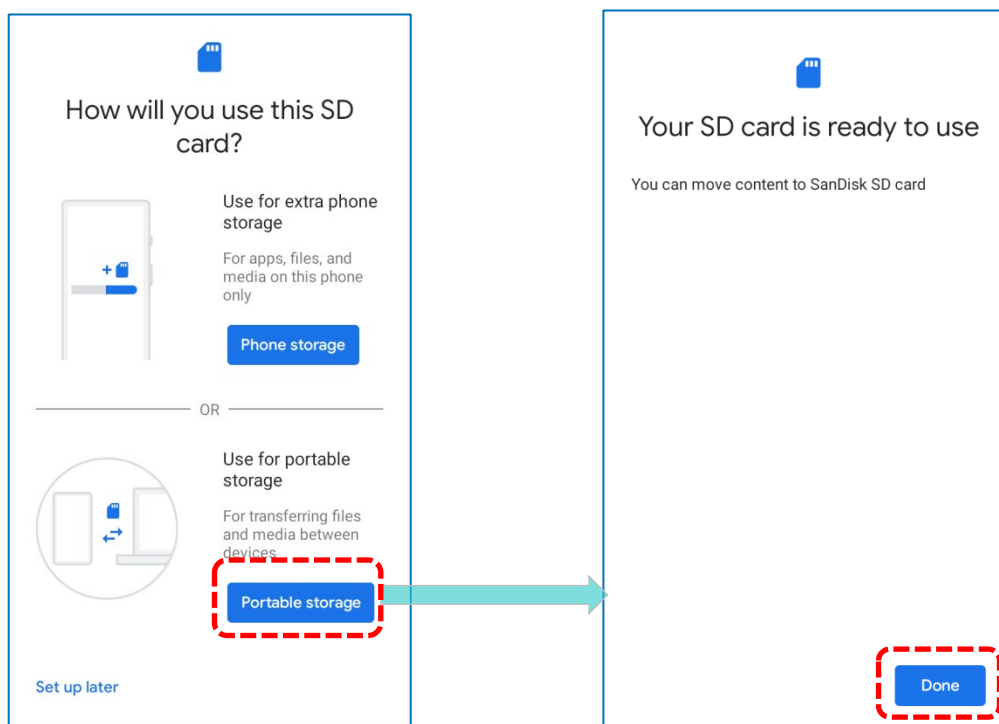 How will you use this SD
card?
Use for extra phone
storage
For apps, files, and
media on this phone
only
Phone storage
OR
Use for portable
storage
For transferring files
and media between
devices
Portable storage
Set up later
Your SD card is ready to use
You can move content to SanDisk SD card
Done